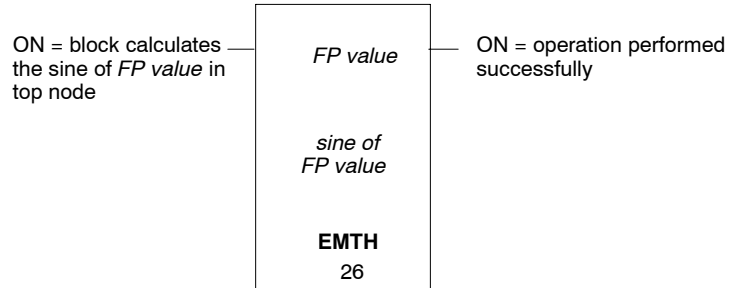 ON = block calculates
the sine of FP value in
top node
FP value
ON = operation performed
successfully
sine of
FP value
EMTH
26